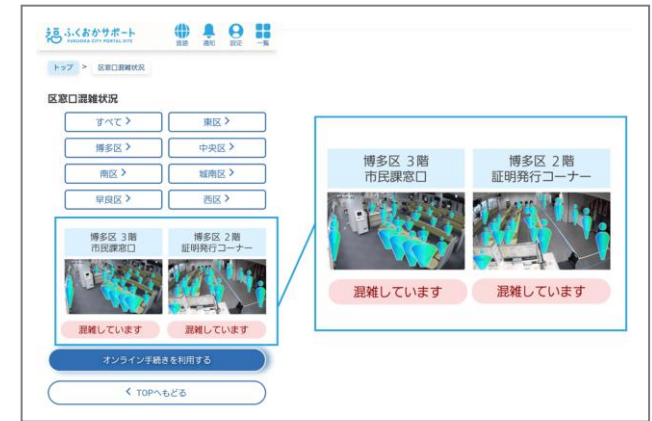 ふくおかサポート
FUKUOKA CITY PORTAL SITE
言語 通知 設定 一覧
トップ > 区窓口混雑状況
区窓口混雑状況
すべて > 東区 >
博多区 > 中央区 >
南区 > 城南区 >
早良区 > 西区 >
博多区 3階
市民課窓口
博多区 2階
証明発行コーナー
混雑しています 混雑しています
オンライン手続きを利用する
< TOPへもどる
博多区 3階
市民課窓口
博多区 2階
証明発行コーナー
混雑しています 混雑しています